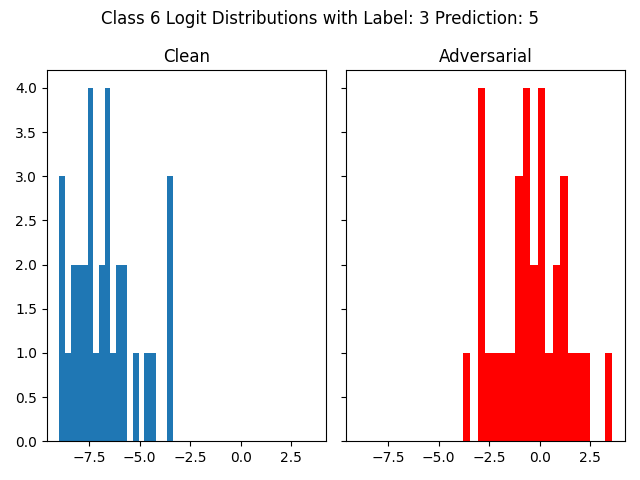 Class 6 Logit Distributions with Label: 3 Prediction: 5
Clean
Adversarial
4.0
3.5
3.0
2.5
2.0
1.5
1.0
0.5
0.0
−7.5 −5.0 −2.5 0.0 2.5
−7.5 −5.0 −2.5 0.0 2.5